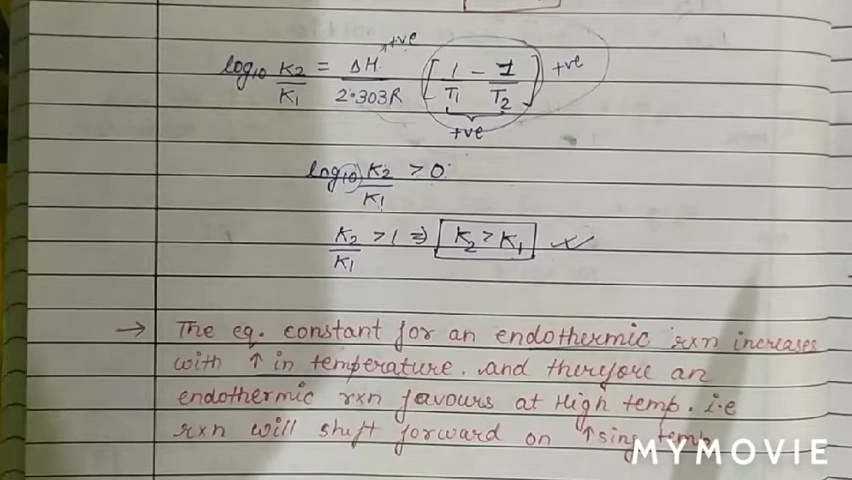 log10 K2/K1 = ΔH +ve / 2.303R [1/T1 - 1/T2] +ve
+ve
log10 K2/K1 > 0
K2/K1 > 1 ⇒ K2 > K1
→ The eq. constant for an endothermic rxn increases
with ↑ in temperature. and therefore an
endothermic rxn favours at High temp. i.e
rxn will shift forward on ↑sing temp
MYMOVIE